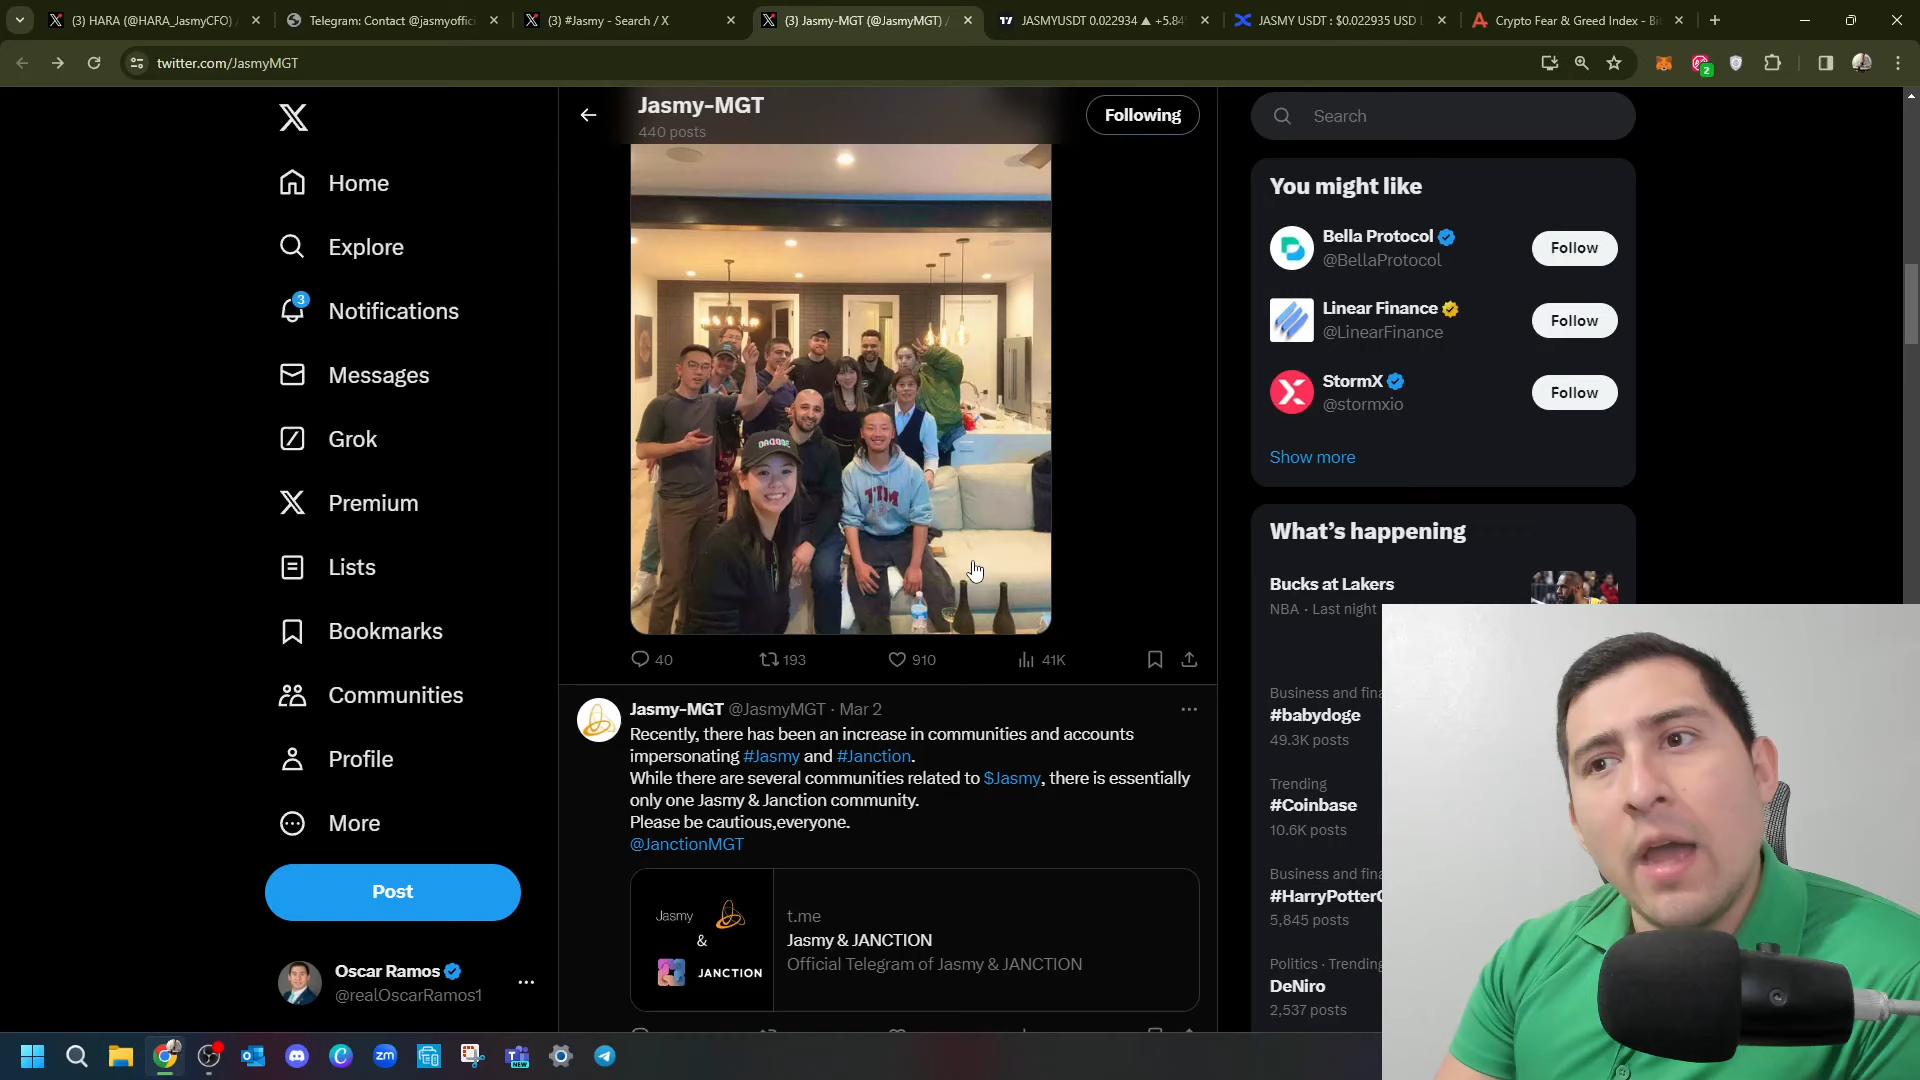 (3) HARA (@HARA_JasmyCFO) /
Telegram: Contact @jasmyoffici
(3) #Jasmy - Search / X
(3) Jasmy-MGT (@JasmyMGT) /
JASMYUSDT 0.022934 ▲ +5.84
JASMY USDT : $0.022935 USD
Crypto Fear & Greed Index - Bi
twitter.com/JasmyMGT
2
Jasmy-MGT
440 posts
Following
Search
Home
Explore
3
Notifications
Messages
Grok
Premium
Lists
Bookmarks
Communities
Profile
More
Post
Oscar Ramos
@realOscarRamos1
MIT
40
193
910
41K
Jasmy-MGT @JasmyMGT · Mar 2
Recently, there has been an increase in communities and accounts
impersonating #Jasmy and #Janction.
While there are several communities related to $Jasmy, there is essentially
only one Jasmy & Janction community.
Please be cautious,everyone.
@JanctionMGT
Jasmy
&
JANCTION
t.me
Jasmy & JANCTION
Official Telegram of Jasmy & JANCTION
You might like
Bella Protocol
@BellaProtocol
Follow
Linear Finance
@LinearFinance
Follow
StormX
@stormxio
Follow
Show more
What's happening
Bucks at Lakers
NBA · Last night
Business and fina
#babydoge
49.3K posts
Trending
#Coinbase
10.6K posts
Business and fina
#HarryPotterO
5,845 posts
Politics · Trending
DeNiro
2,537 posts
zm
NEW